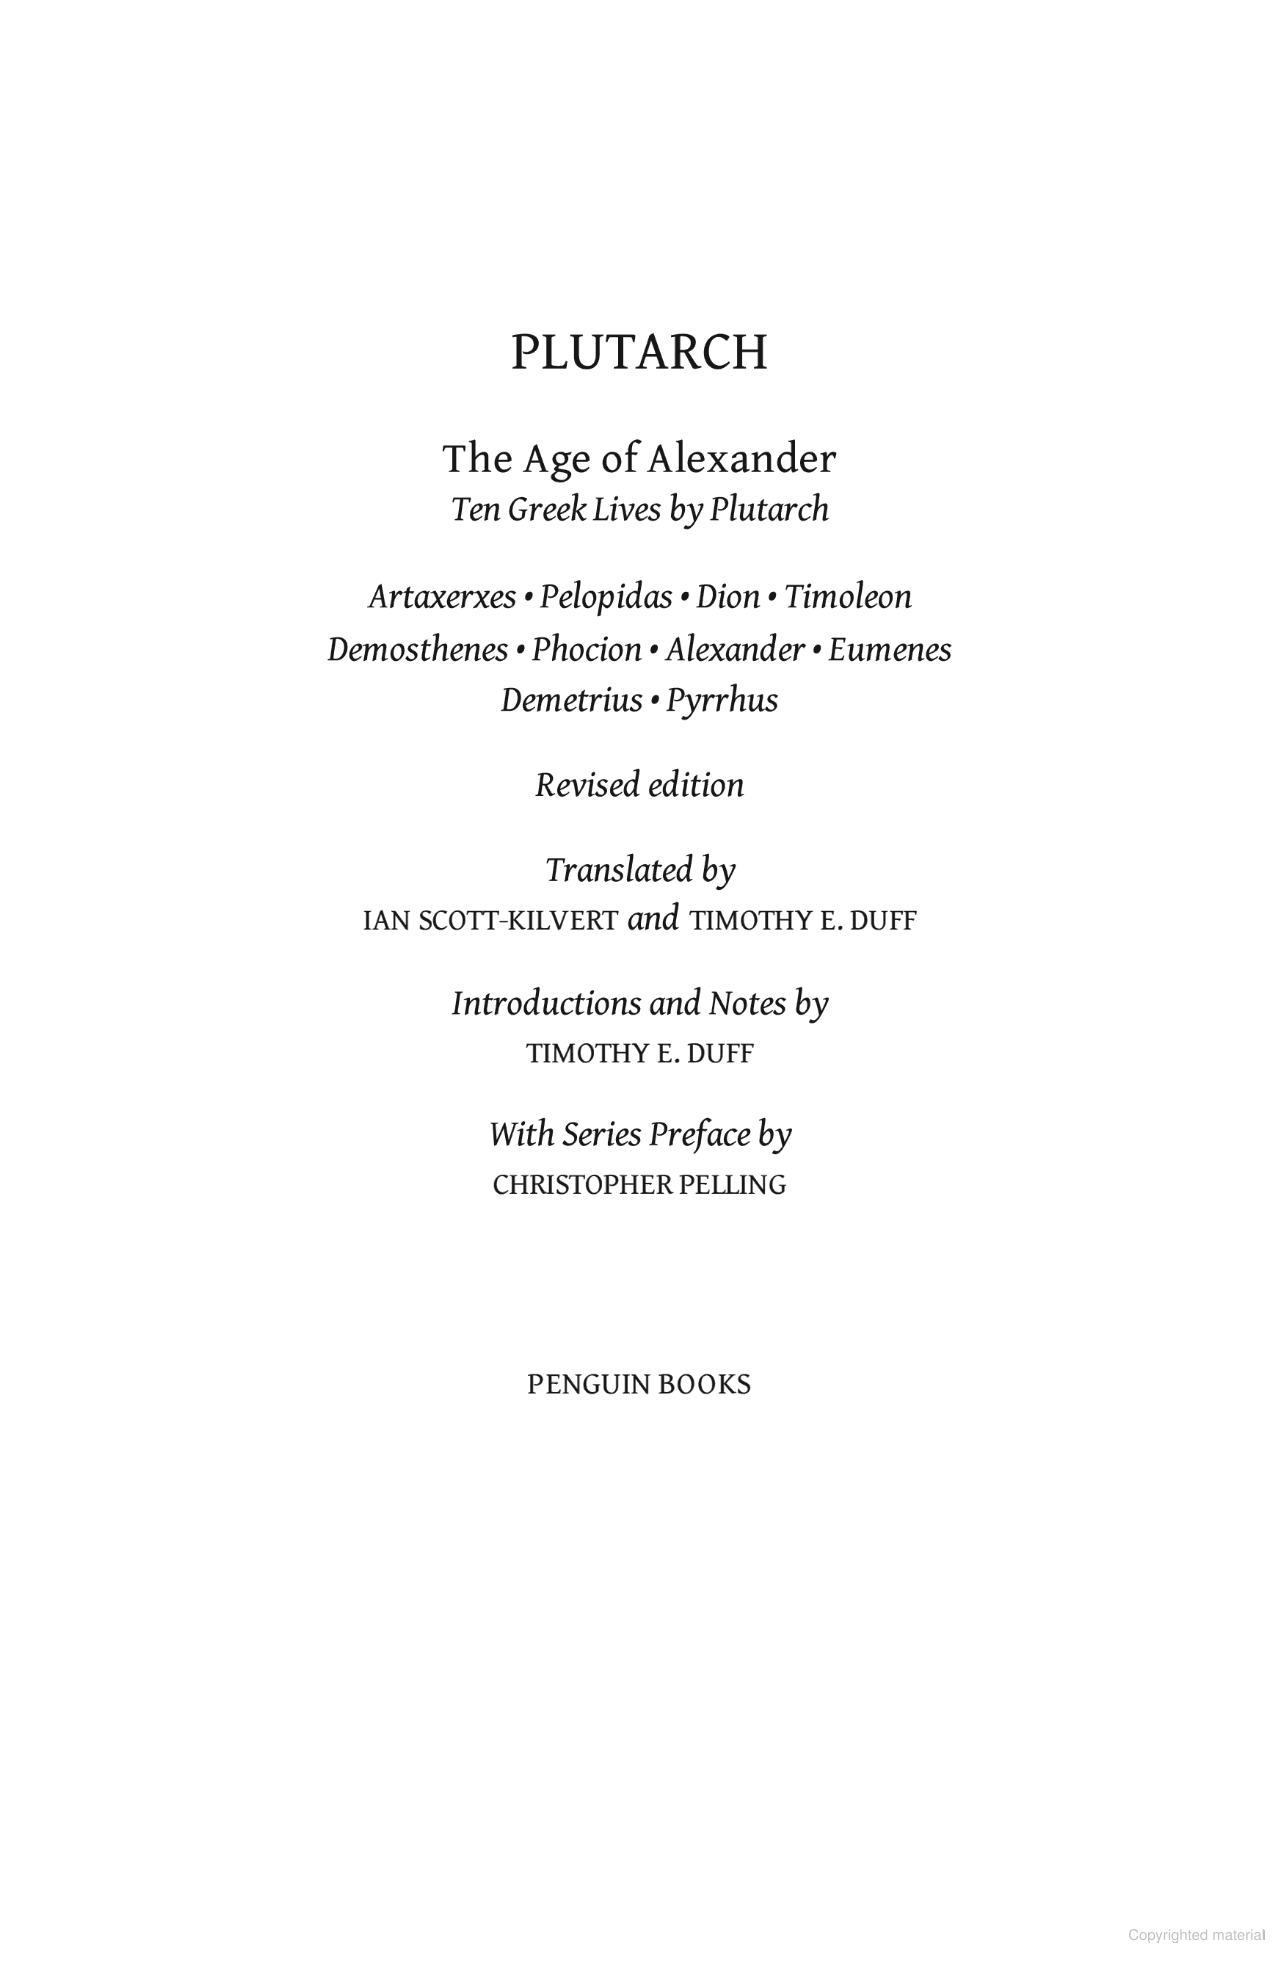 PLUTARCH
The Age of Alexander
Ten Greek Lives by Plutarch
Artaxerxes • Pelopidas • Dion • Timoleon
Demosthenes • Phocion • Alexander • Eumenes
Demetrius • Pyrrhus
Revised edition
Translated by
IAN SCOTT-KILVERT and TIMOTHY E. DUFF
Introductions and Notes by
TIMOTHY E. DUFF
With Series Preface by
CHRISTOPHER PELLING
PENGUIN BOOKS
Copyrighted material